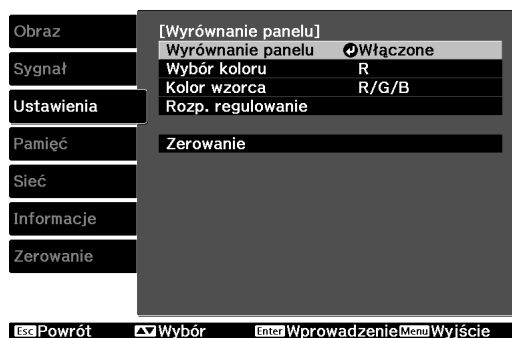 Obraz
Sygnał
Ustawienia
Pamięć
Sieć
Informacje
Zerowanie
[Wyrównanie panelu]
Wyrównanie panelu Włączone
Wybór koloru R
Kolor wzorca R/G/B
Rozp. regulowanie
Zerowanie
Esc Powrót Wybór Enter Wprowadzenie Menu Wyjście